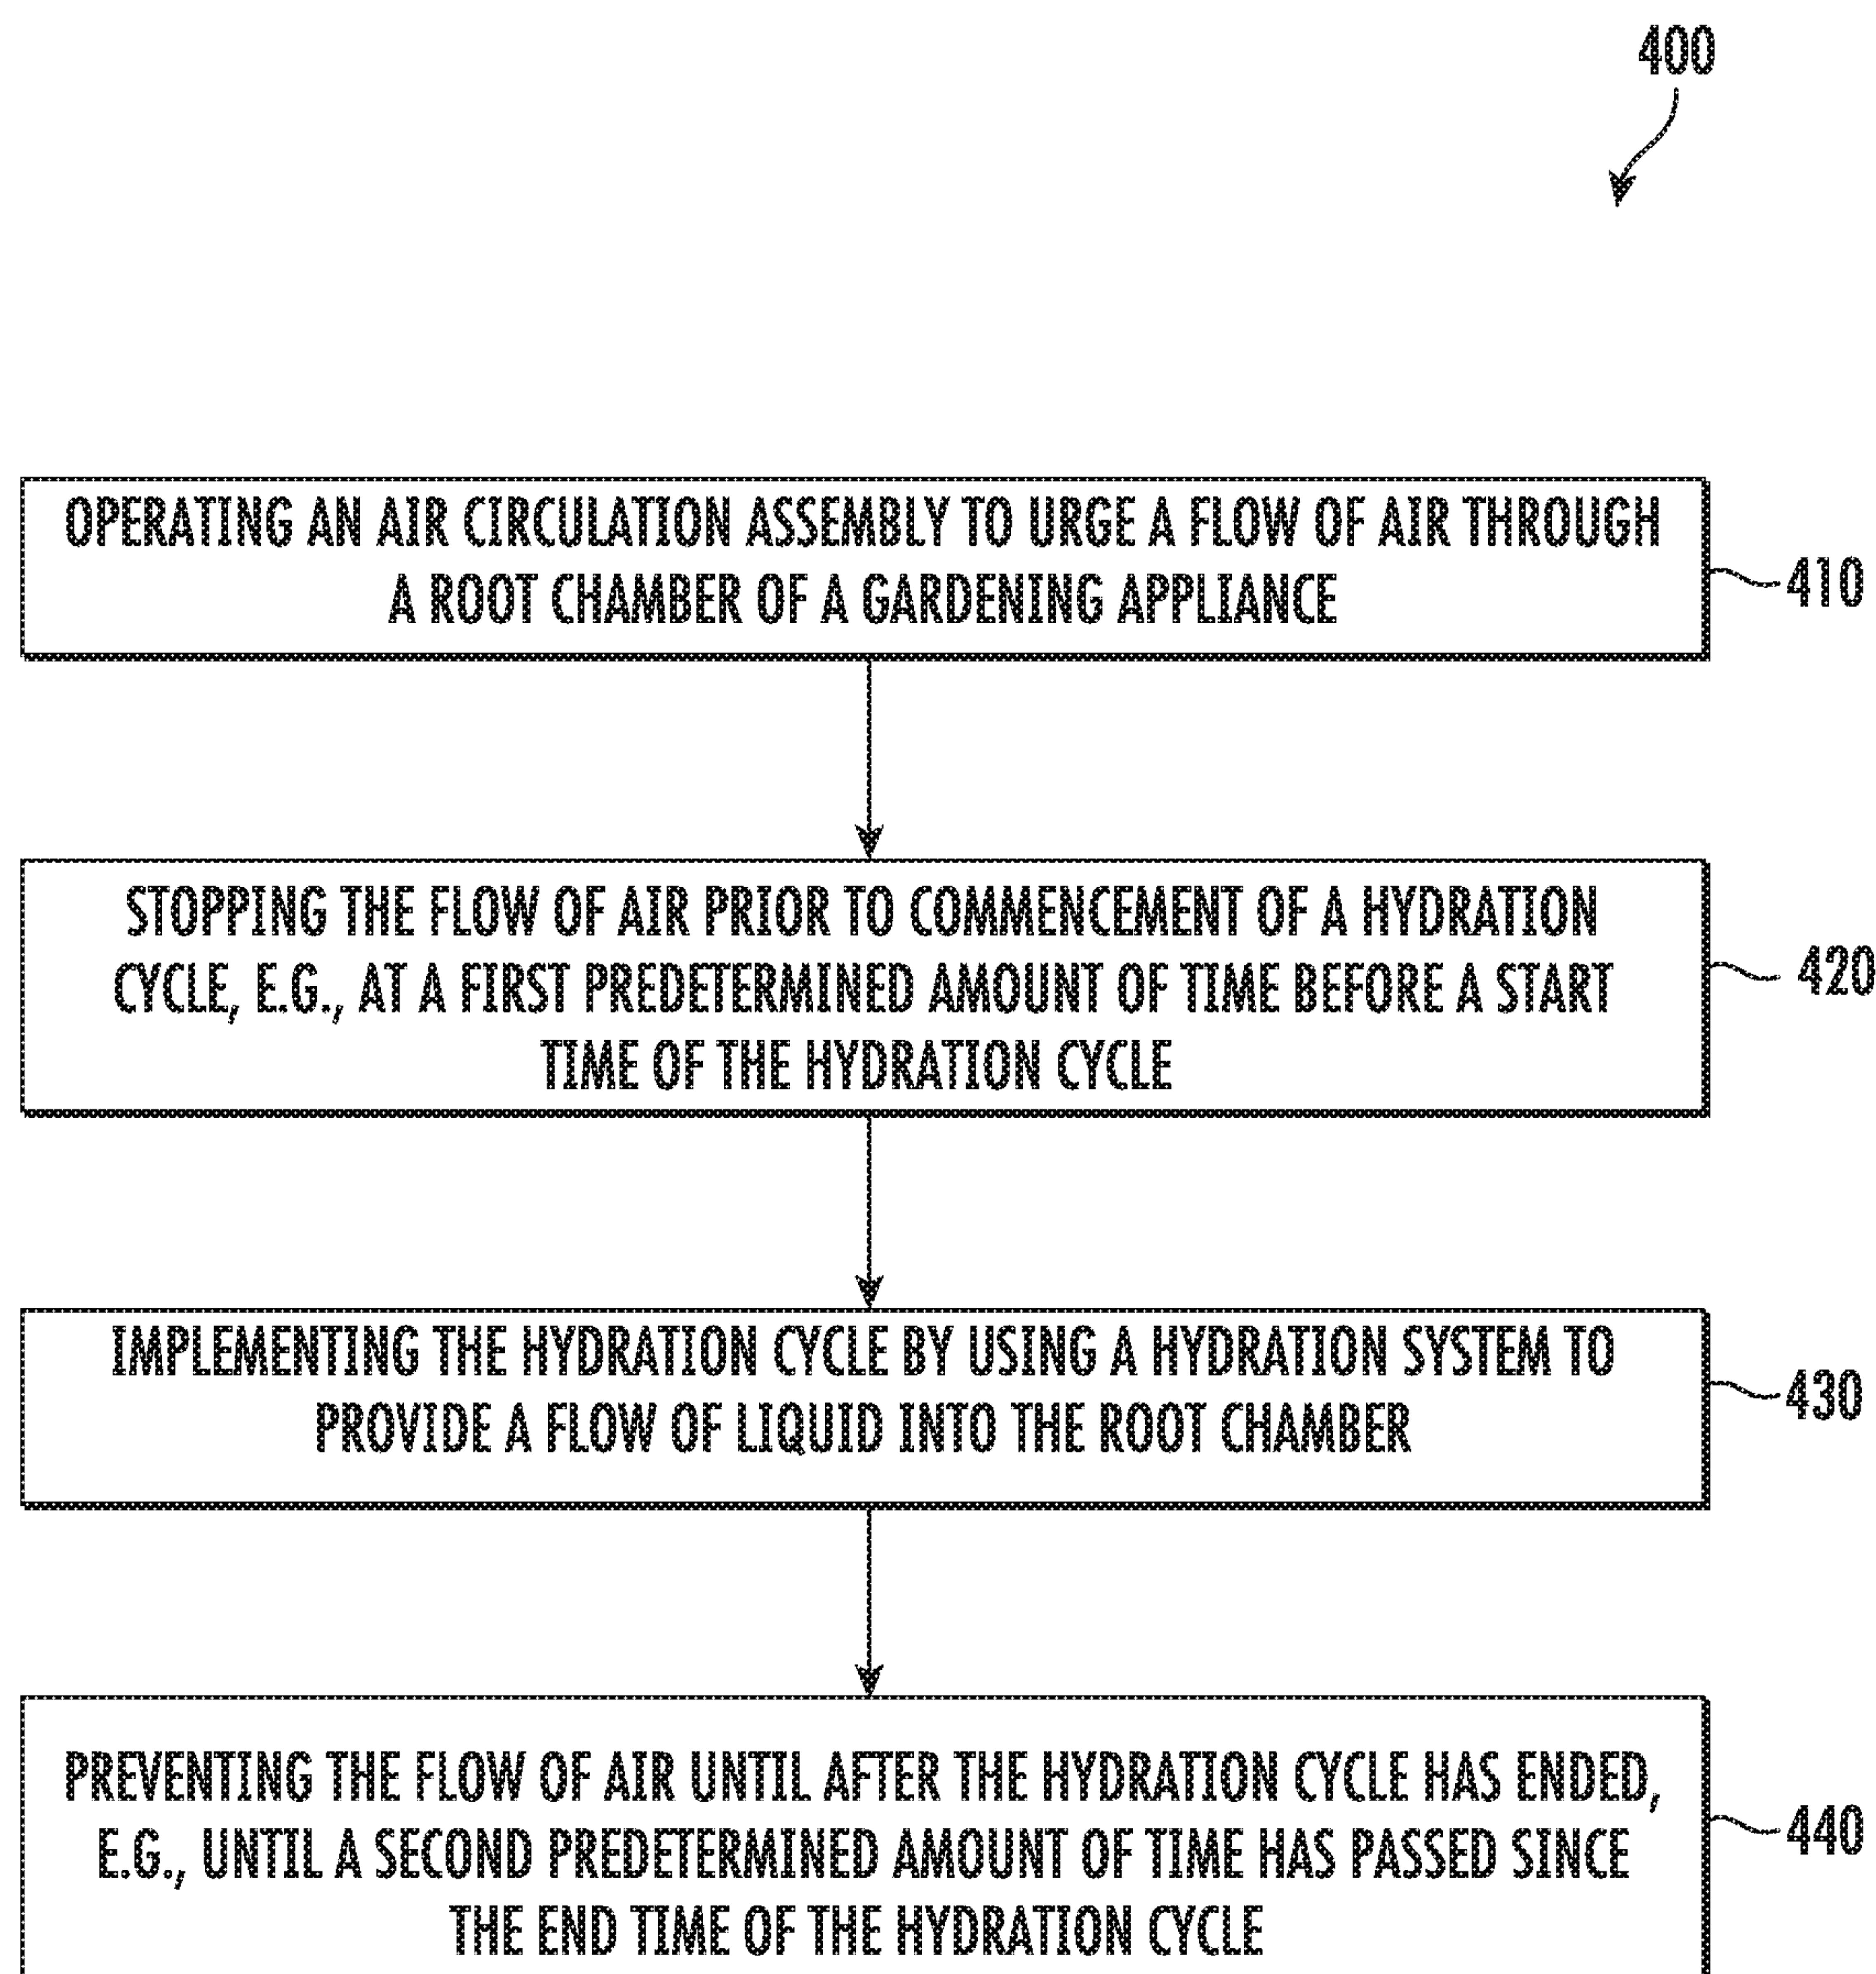 400
OPERATING AN AIR CIRCULATION ASSEMBLY TO URGE A FLOW OF AIR THROUGH
A ROOT CHAMBER OF A GARDENING APPLIANCE
410
STOPPING THE FLOW OF AIR PRIOR TO COMMENCEMENT OF A HYDRATION
CYCLE, E.G., AT A FIRST PREDETERMINED AMOUNT OF TIME BEFORE A START
TIME OF THE HYDRATION CYCLE
420
IMPLEMENTING THE HYDRATION CYCLE BY USING A HYDRATION SYSTEM TO
PROVIDE A FLOW OF LIQUID INTO THE ROOT CHAMBER
430
PREVENTING THE FLOW OF AIR UNTIL AFTER THE HYDRATION CYCLE HAS ENDED,
E.G., UNTIL A SECOND PREDETERMINED AMOUNT OF TIME HAS PASSED SINCE
THE END TIME OF THE HYDRATION CYCLE
440